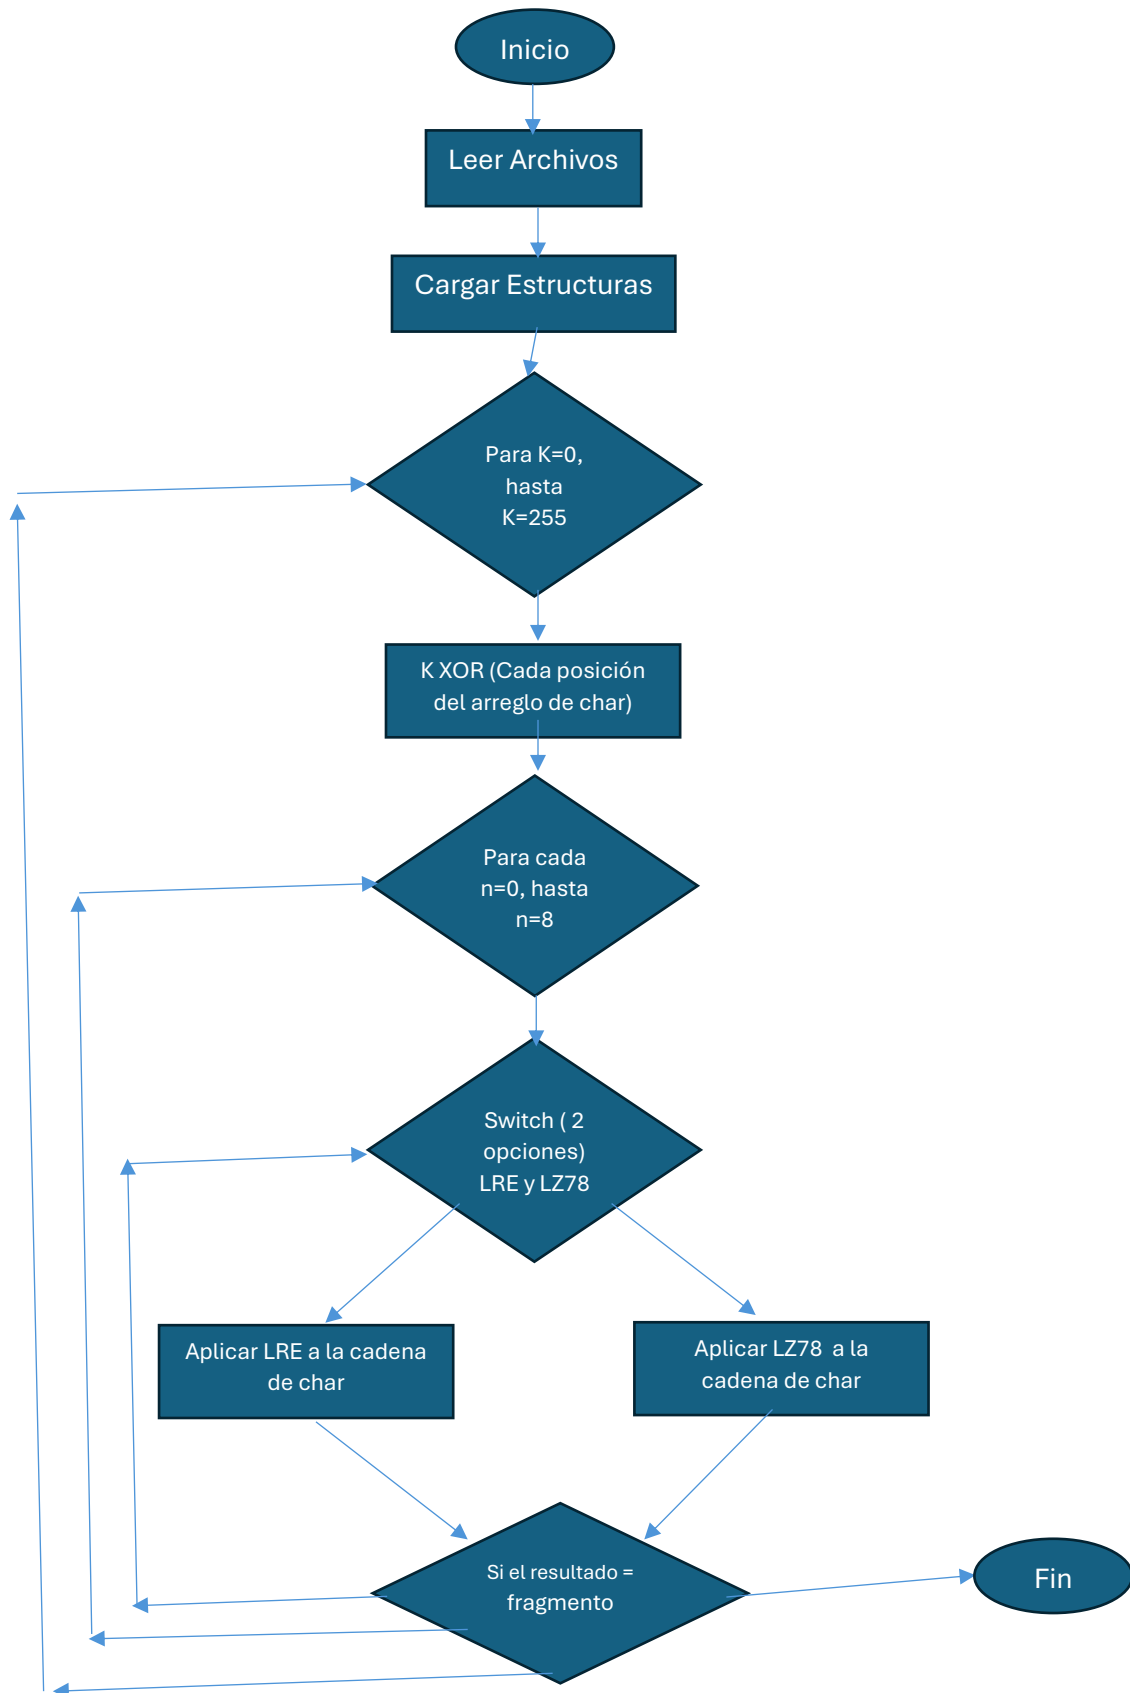 Inicio
Leer Archivos
Cargar Estructuras
Para K=0,
hasta
K=255
K XOR (Cada posición
del arreglo de char)
Para cada
n=0, hasta
n=8
Switch ( 2
opciones)
LRE y LZ78
Aplicar LRE a la cadena
de char
Aplicar LZ78 a la
cadena de char
Si el resultado =
fragmento
Fin